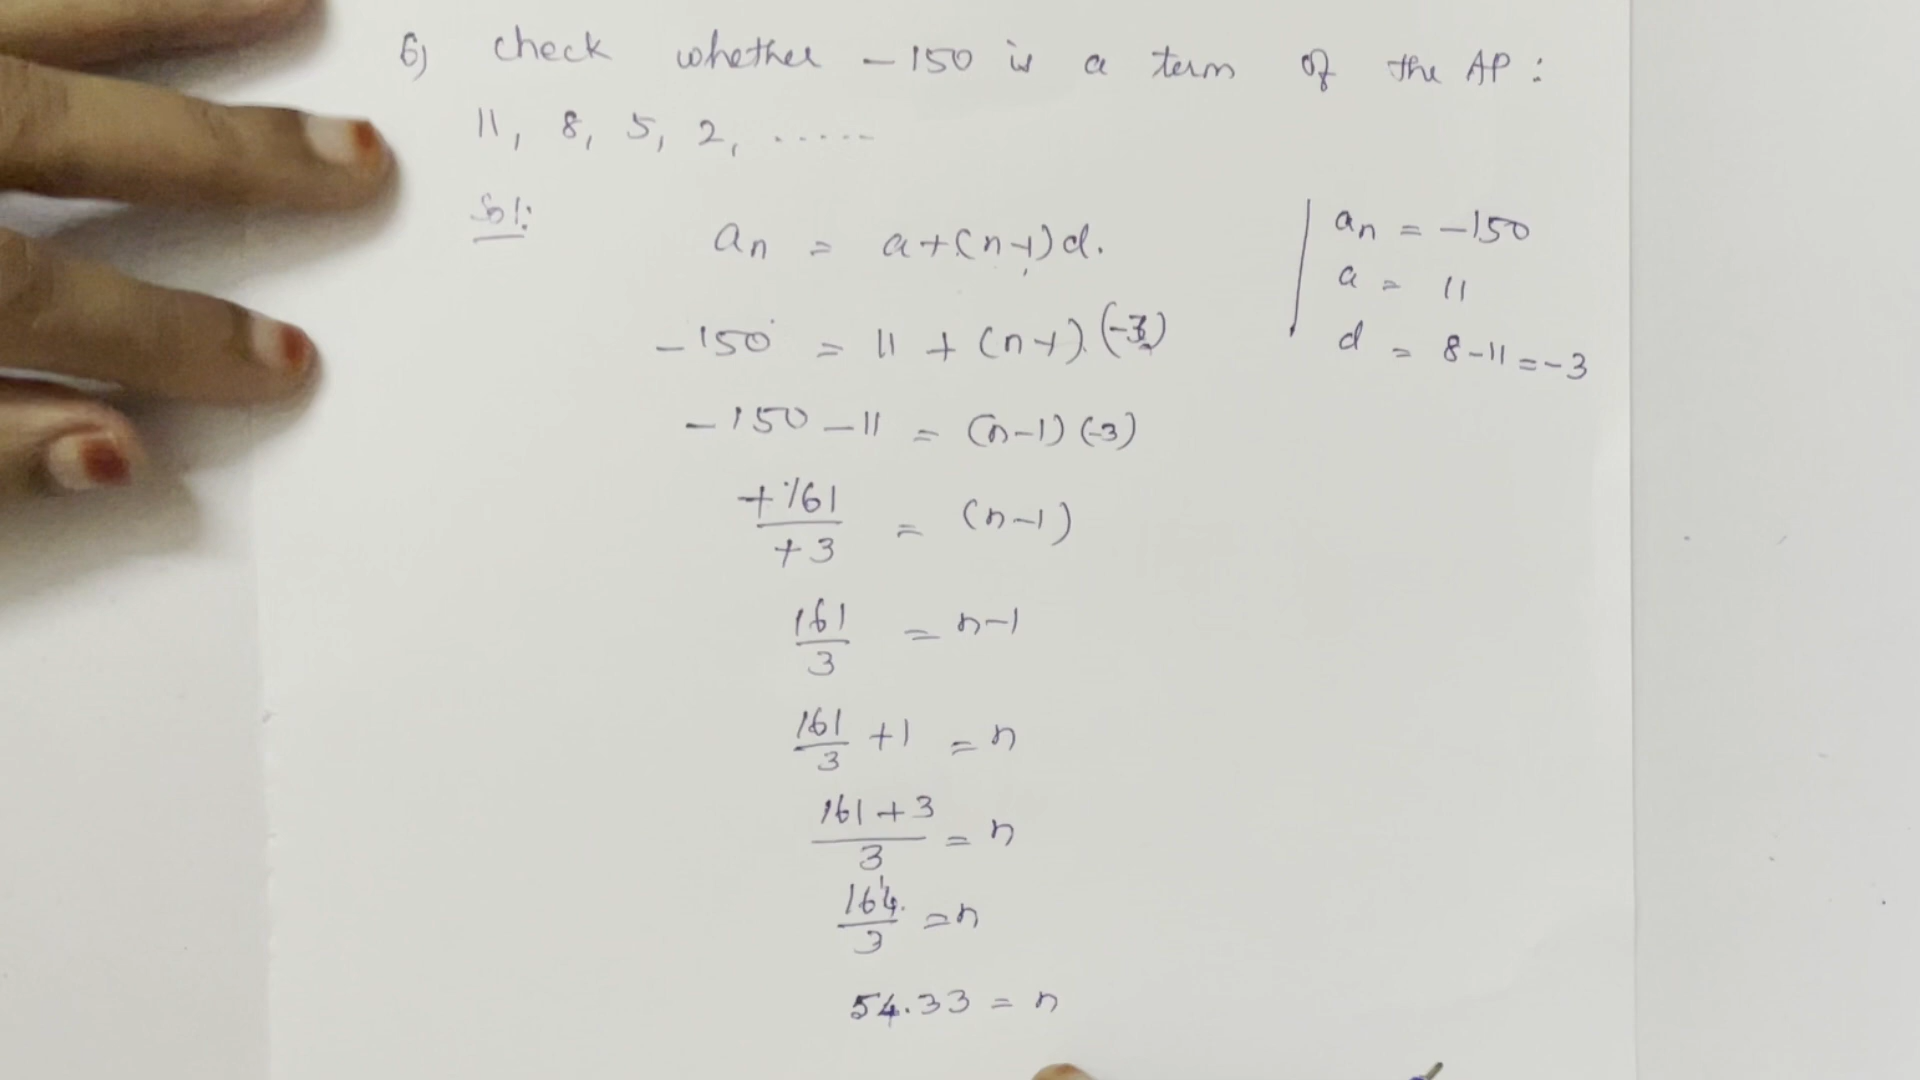 6) check whether -150 is a term of the AP:
11, 8, 5, 2, ......
Sol:
an = a+(n-1)d.
-150 = 11 + (n-1) (-3)
-150 -11 = (n-1) (-3)
+161/+3 = (n-1)
161/3 = n-1
161/3 +1 = n
161+3/3 = n
164/3 = n
54.33 = n
an = -150
a = 11
d = 8-11 = -3